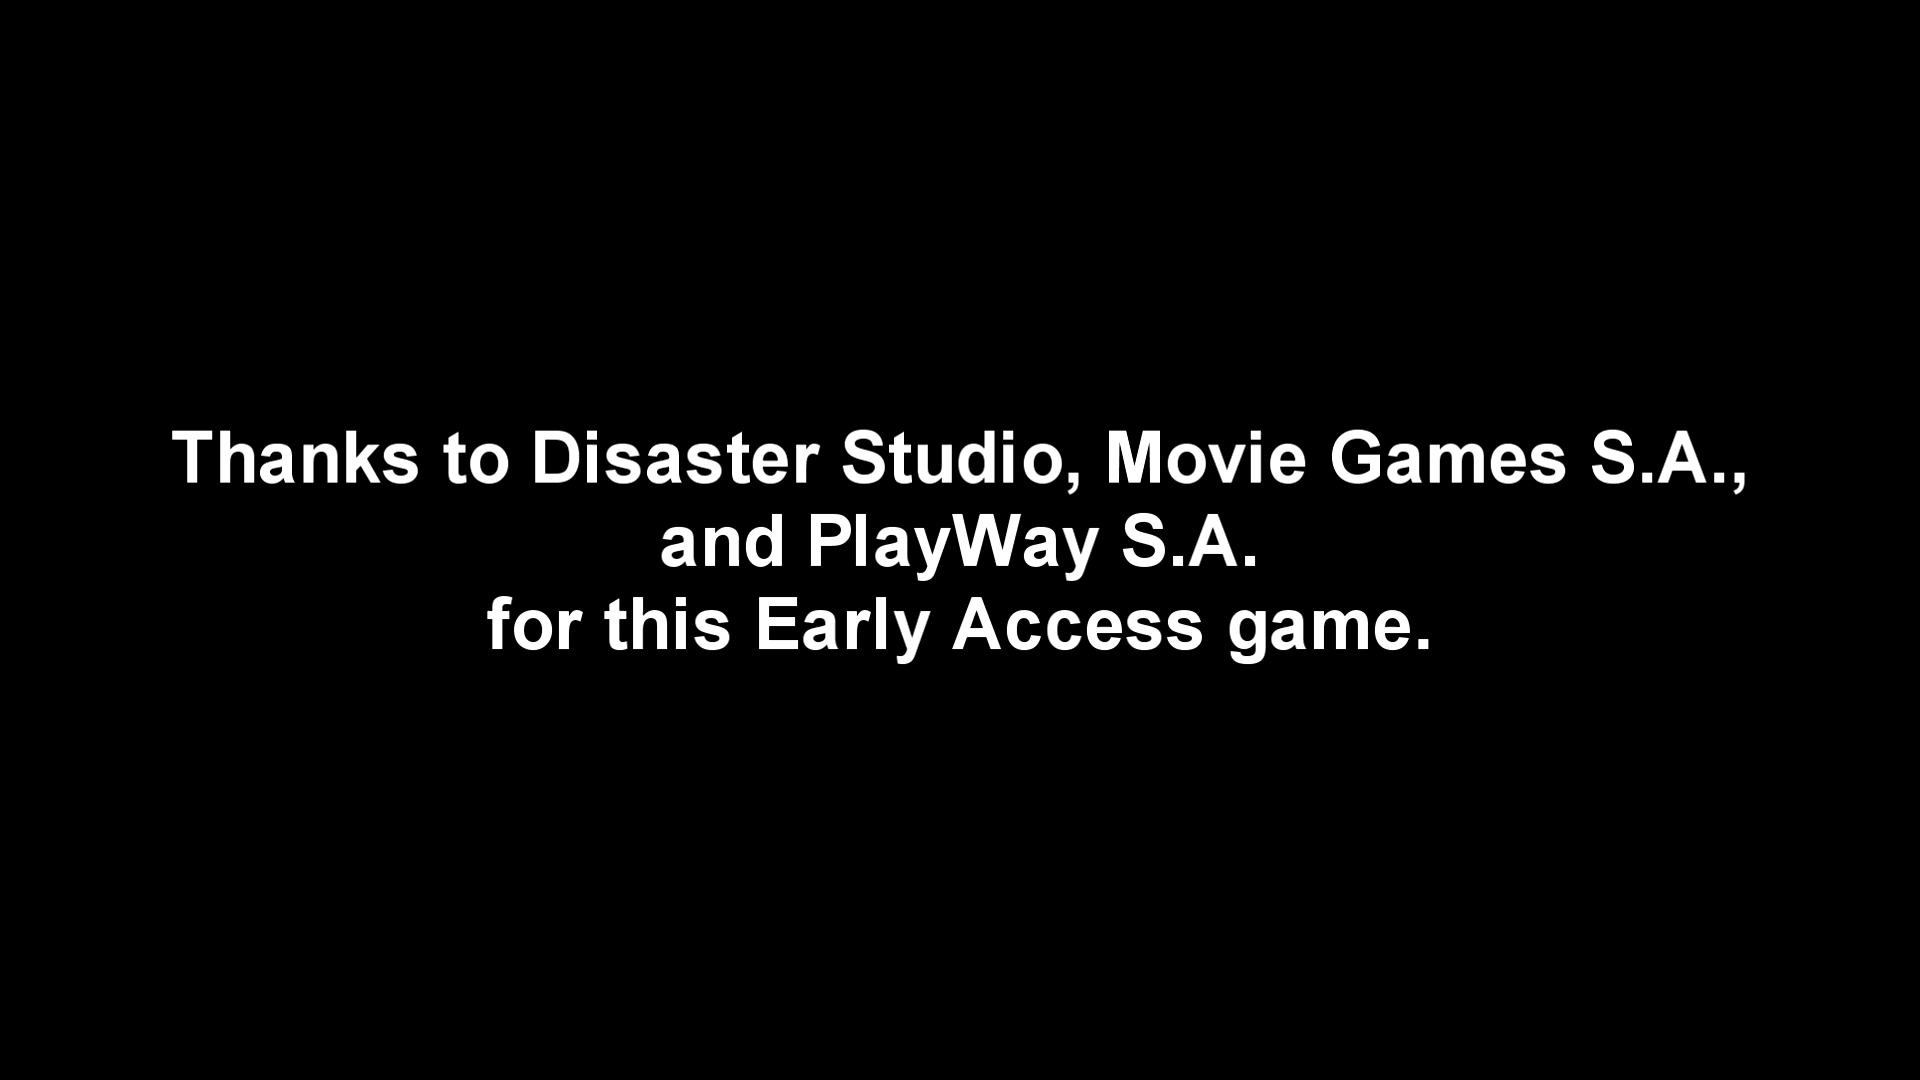 Thanks to Disaster Studio, Movie Games S.A.,
and PlayWay S.A.
for this Early Access game.